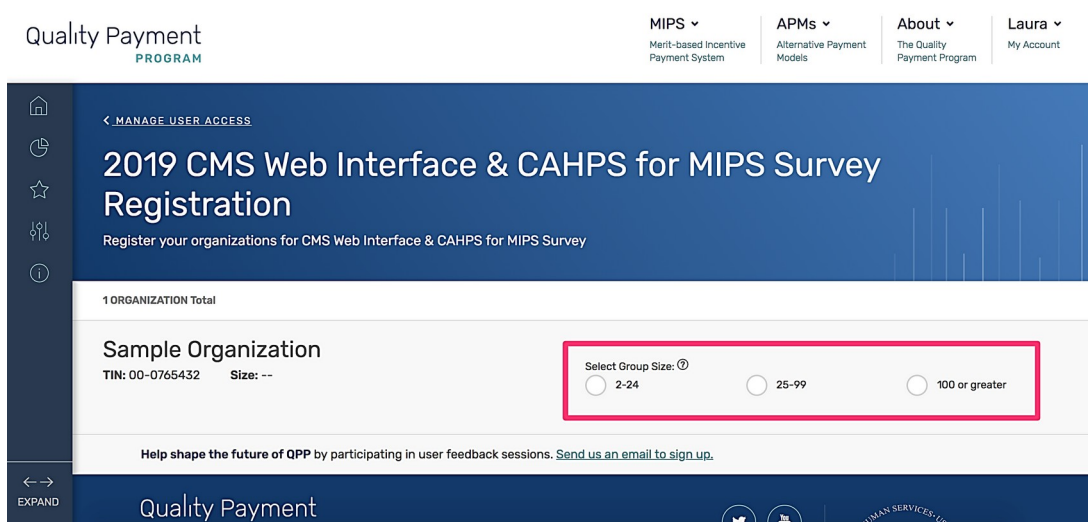 Quality Payment
PROGRAM
MIPS
Merit-based Incentive
Payment System
APMs
Alternative Payment
Models
About
The Quality
Payment Program
Laura
My Account
< MANAGE USER ACCESS
2019 CMS Web Interface & CAHPS for MIPS Survey
Registration
Register your organizations for CMS Web Interface & CAHPS for MIPS Survey
1 ORGANIZATION Total
Sample Organization
TIN: 00-0765432 Size: --
Select Group Size: ?
2-24 25-99 100 or greater
Help shape the future of QPP by participating in user feedback sessions. Send us an email to sign up.
EXPAND
Quality Payment
You
HUMAN SERVICES